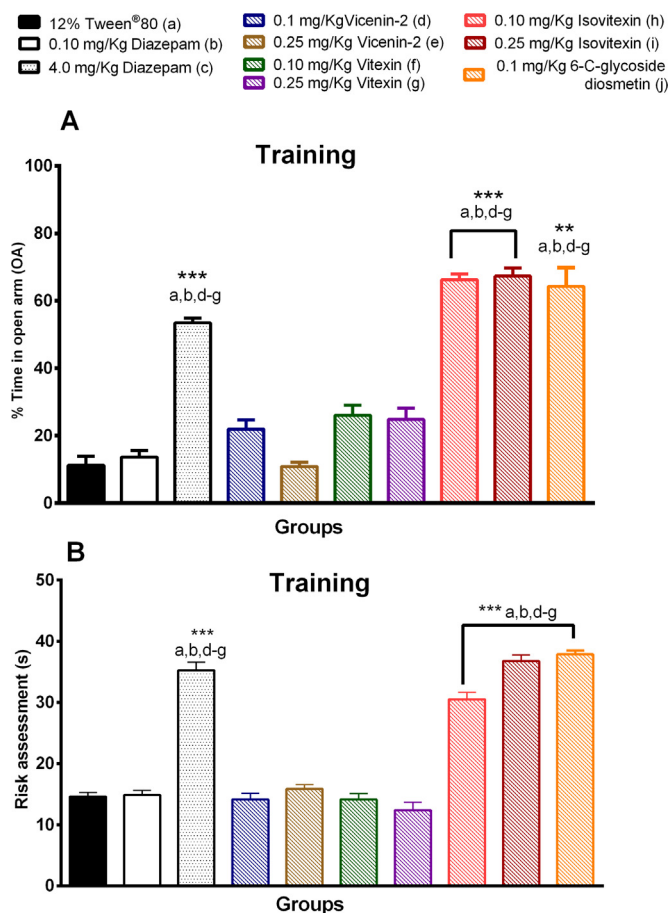 12% Tween®80 (a)
0.10 mg/Kg Diazepam (b)
4.0 mg/Kg Diazepam (c)
0.1 mg/KgVicenin-2 (d)
0.25 mg/Kg Vicenin-2 (e)
0.10 mg/Kg Vitexin (f)
0.25 mg/Kg Vitexin (g)
0.10 mg/Kg Isovitexin (h)
0.25 mg/Kg Isovitexin (i)
0.1 mg/Kg 6-C-glycoside
diosmetin (j)
A
Training
% Time in open arm (OA)
100
80
60
40
20
0
***
a,b,d-g
***
a,b,d-g
**
a,b,d-g
Groups
B
Training
Risk assessment (s)
50
40
30
20
10
0
***
a,b,d-g
*** a,b,d-g
Groups